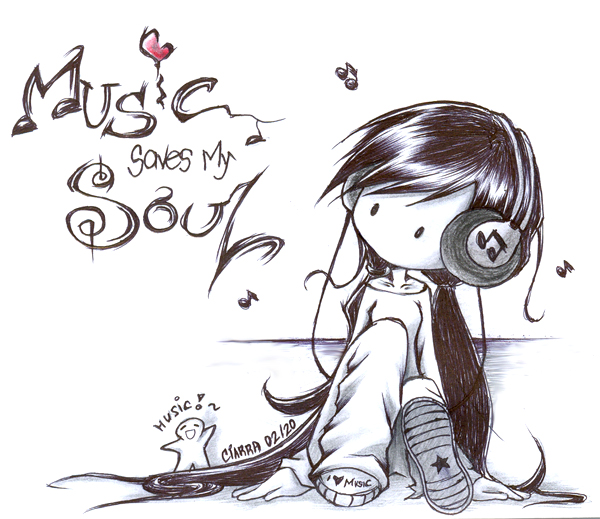 Music
Saves My
Soul
MUSIC!~
CIARRA 02/20
I ♥ Music